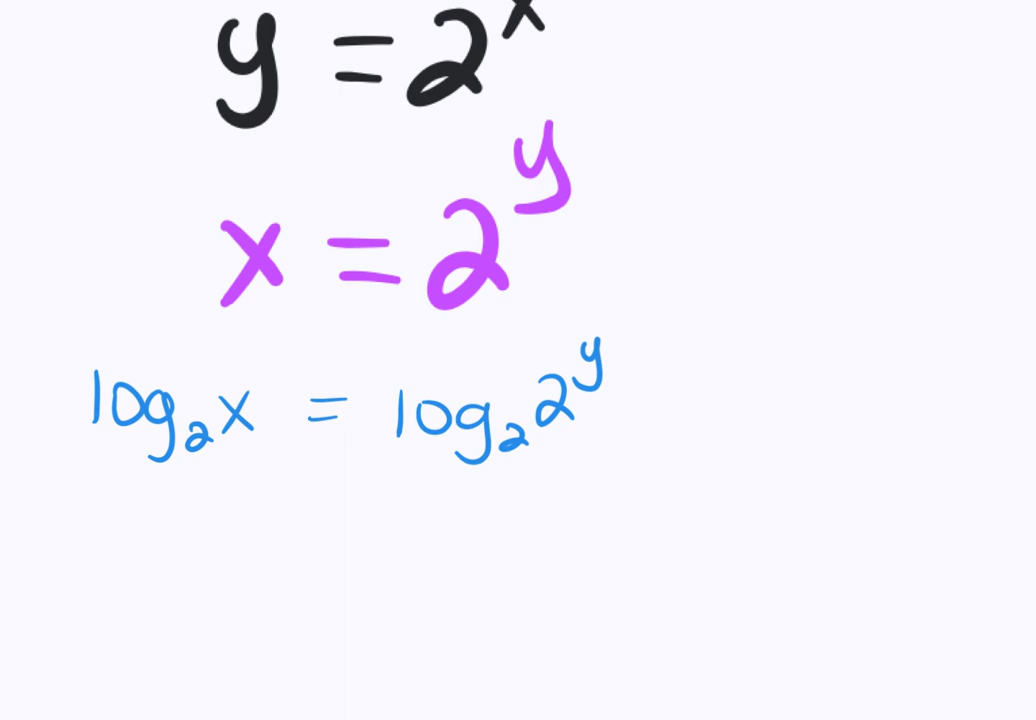 y = 2^x
x = 2^y
log₂x = log₂2^y